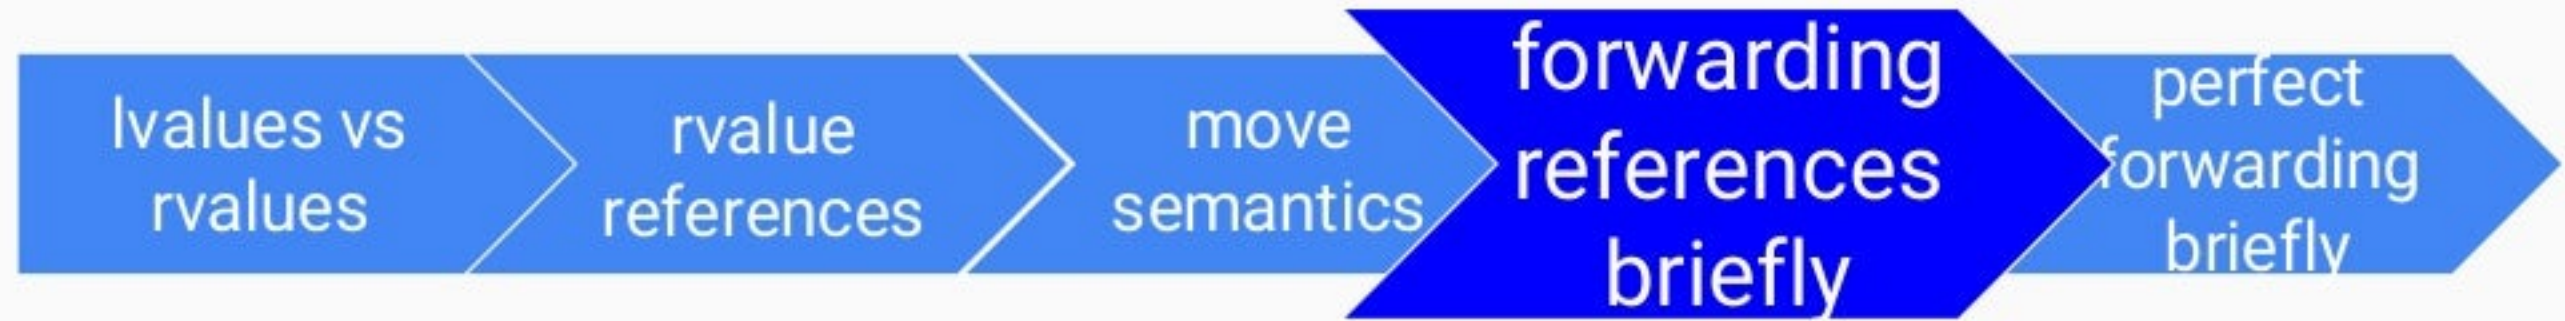 lvalues vs
rvalues
rvalue
references
move
semantics
forwarding
references
briefly
perfect
forwarding
briefly